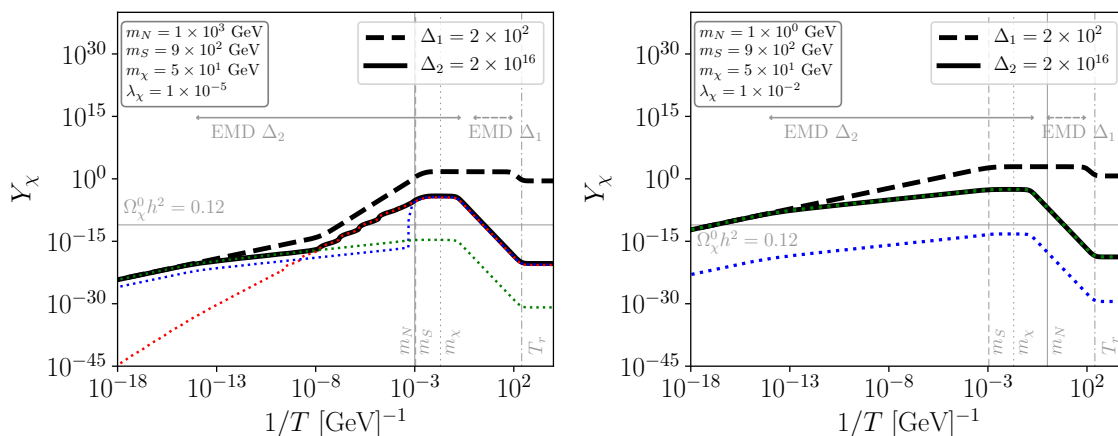 m_N = 1 × 10^3 GeV
m_S = 9 × 10^2 GeV
m_χ = 5 × 10^1 GeV
λ_χ = 1 × 10^-5
Δ_1 = 2 × 10^2
Δ_2 = 2 × 10^16
EMD Δ_2
EMD Δ_1
Ω_χ^0 h^2 = 0.12
m_N
m_S
m_χ
T_r
10^30
10^15
10^0
10^-15
10^-30
10^-45
Y_χ
10^-18
10^-13
10^-8
10^-3
10^2
1/T [GeV]^-1
m_N = 1 × 10^0 GeV
m_S = 9 × 10^2 GeV
m_χ = 5 × 10^1 GeV
λ_χ = 1 × 10^-2
Δ_1 = 2 × 10^2
Δ_2 = 2 × 10^16
EMD Δ_2
EMD Δ_1
Ω_χ^0 h^2 = 0.12
m_S
m_χ
m_N
T_r
10^30
10^15
10^0
10^-15
10^-30
10^-45
Y_χ
10^-18
10^-13
10^-8
10^-3
10^2
1/T [GeV]^-1